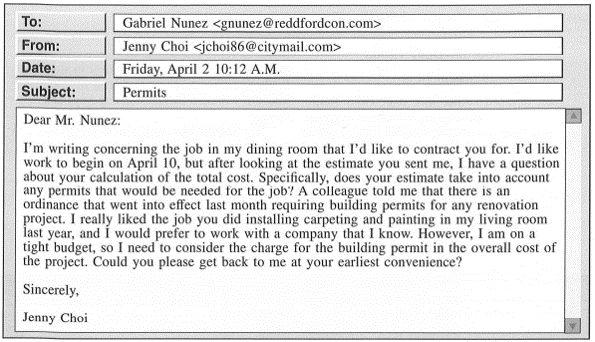 To: Gabriel Nunez <gnunez@reddfordcon.com>
From: Jenny Choi <jchoi86@citymail.com>
Date: Friday, April 2 10:12 A.M.
Subject: Permits
Dear Mr. Nunez:
I'm writing concerning the job in my dining room that I'd like to contract you for. I'd like
work to begin on April 10, but after looking at the estimate you sent me, I have a question
about your calculation of the total cost. Specifically, does your estimate take into account
any permits that would be needed for the job? A colleague told me that there is an
ordinance that went into effect last month requiring building permits for any renovation
project. I really liked the job you did installing carpeting and painting in my living room
last year, and I would prefer to work with a company that I know. However, I am on a
tight budget, so I need to consider the charge for the building permit in the overall cost of
the project. Could you please get back to me at your earliest convenience?
Sincerely,
Jenny Choi